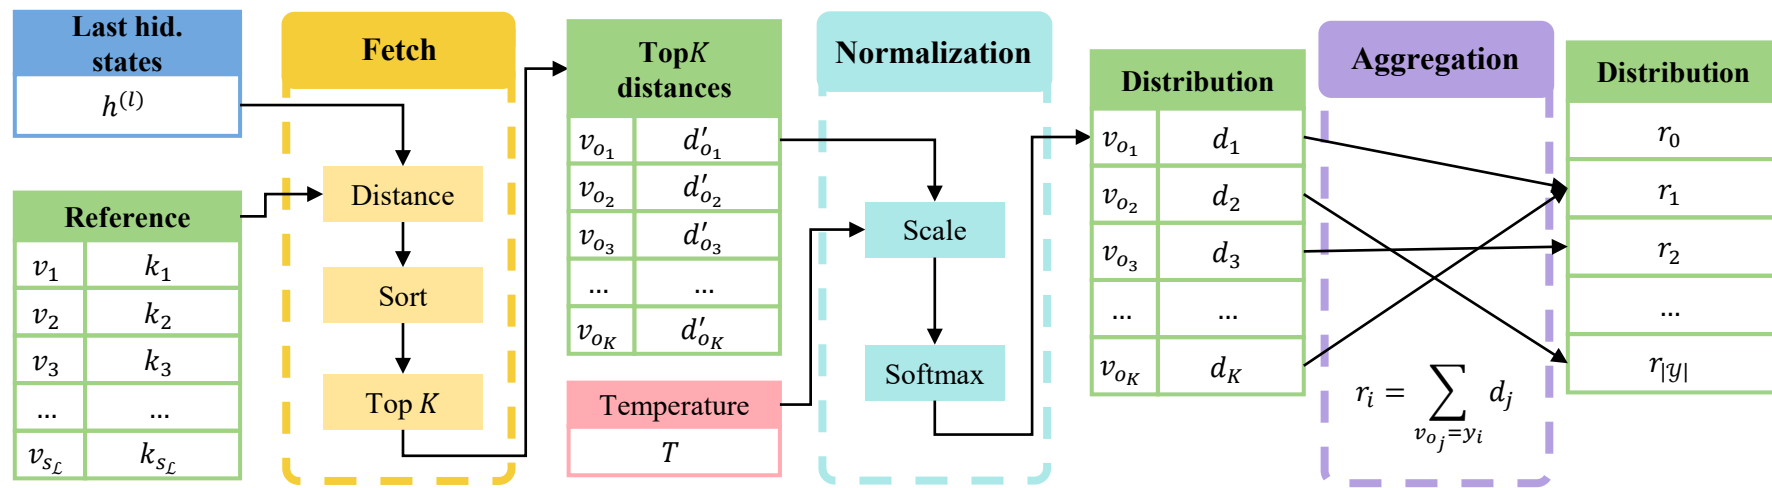 Last hid.
states
h^{(l)}
Reference
v_1 k_1
v_2 k_2
v_3 k_3
... ...
v_{s_ℒ} k_{s_ℒ}
Fetch
Distance
Sort
Top K
TopK
distances
v_{o_1} d'_{o_1}
v_{o_2} d'_{o_2}
v_{o_3} d'_{o_3}
... ...
v_{o_K} d'_{o_K}
Temperature
T
Normalization
Scale
Softmax
Distribution
v_{o_1} d_1
v_{o_2} d_2
v_{o_3} d_3
... ...
v_{o_K} d_K
Aggregation
r_i = ∑_{v_{o_j}=y_i} d_j
Distribution
r_0
r_1
r_2
...
r_{|𝒴|}